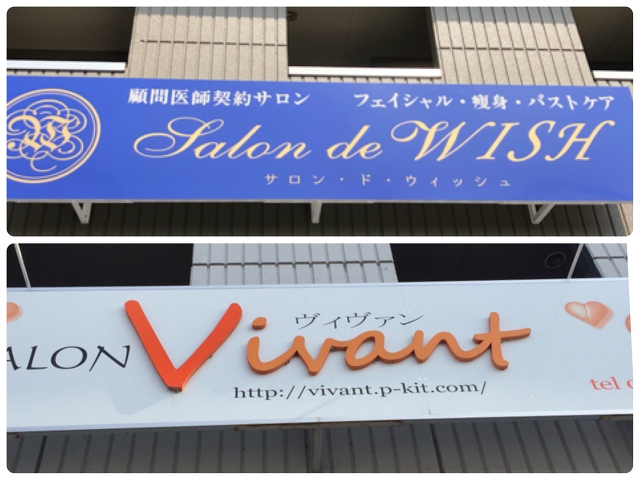 顧問医師契約サロン フェイシャル・痩身・バストケア
Salon de WISH
サロン・ド・ウィッシュ
ヴィヴァン
ALON Vivant
http://vivant.p-kit.com/
tel